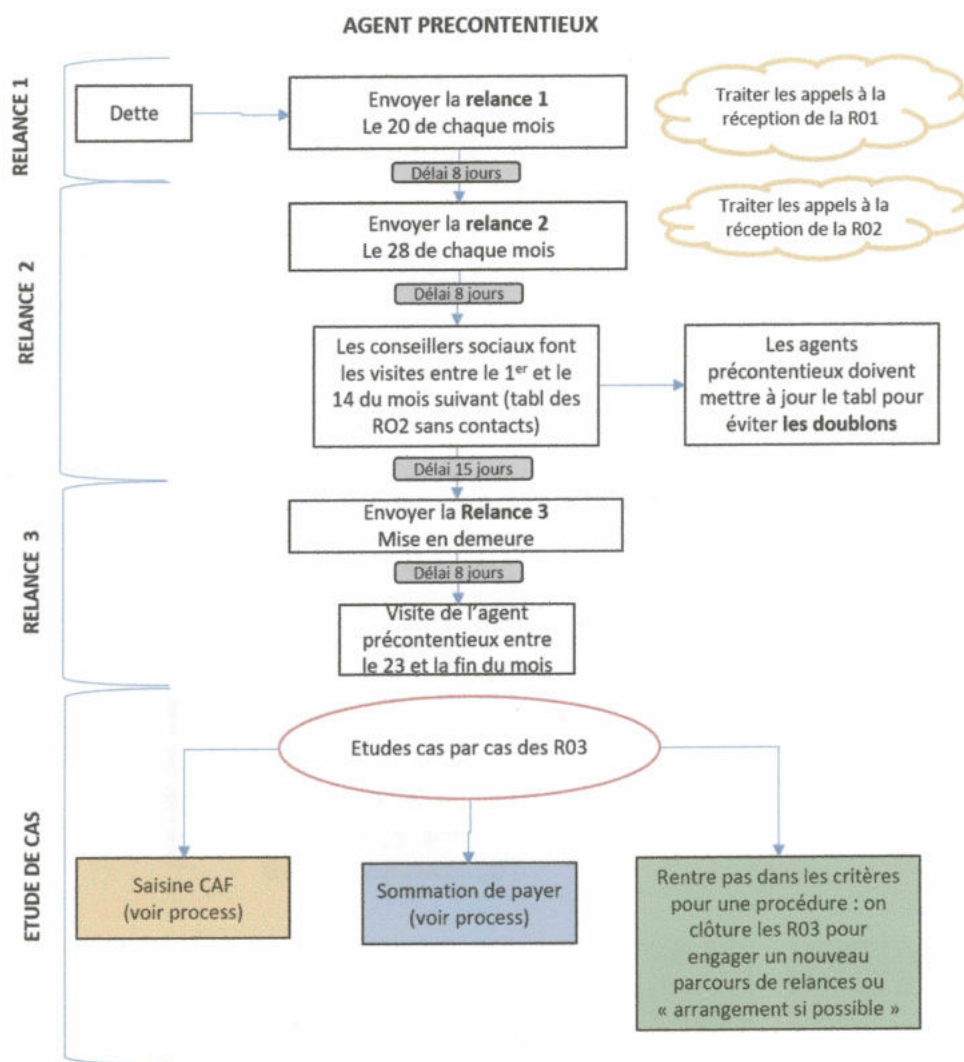 AGENT PRECONTENTIEUX
RELANCE 1
Dette
Envoyer la relance 1
Le 20 de chaque mois
Traiter les appels à la
réception de la R01
Délai 8 jours
RELANCE 2
Envoyer la relance 2
Le 28 de chaque mois
Traiter les appels à la
réception de la R02
Délai 8 jours
Les conseillers sociaux font
les visites entre le 1er et le
14 du mois suivant (tabl des
RO2 sans contacts)
Les agents
précontentieux doivent
mettre à jour le tabl pour
éviter les doublons
Délai 15 jours
RELANCE 3
Envoyer la Relance 3
Mise en demeure
Délai 8 jours
Visite de l'agent
précontentieux entre
le 23 et la fin du mois
ETUDE DE CAS
Etudes cas par cas des R03
Saisine CAF
(voir process)
Sommation de payer
(voir process)
Rentre pas dans les critères
pour une procédure : on
clôture les R03 pour
engager un nouveau
parcours de relances ou
« arrangement si possible »